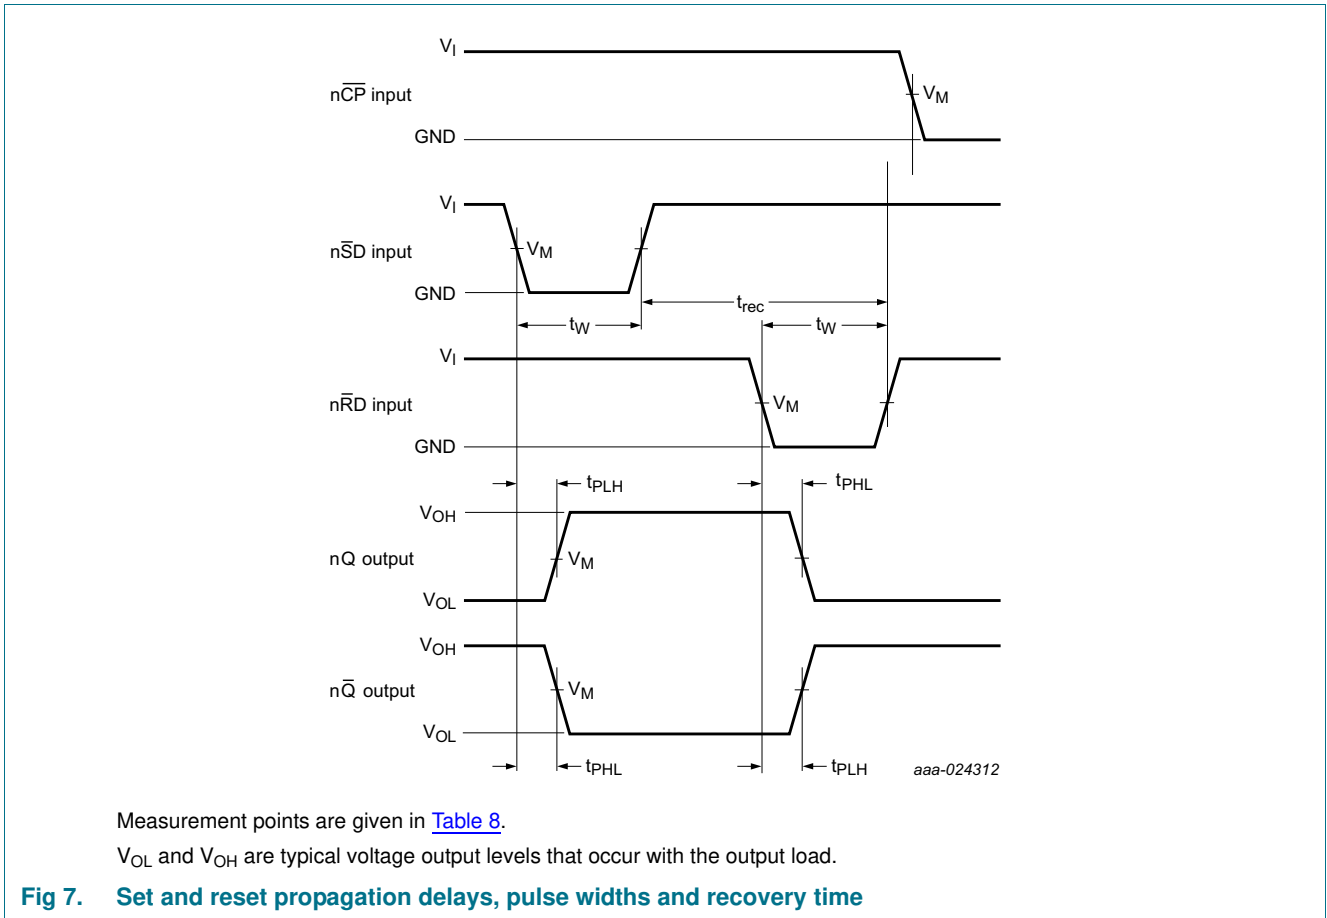 VI
nC̅P̅ input
VM
GND
VI
nS̅D input
VM
GND
trec
tW
tW
VI
nR̅D input
VM
GND
tPLH
tPHL
VOH
nQ output
VM
VOL
VOH
nQ̅ output
VM
VOL
tPHL
tPLH
aaa-024312
Measurement points are given in Table 8.
VOL and VOH are typical voltage output levels that occur with the output load.
Fig 7. Set and reset propagation delays, pulse widths and recovery time